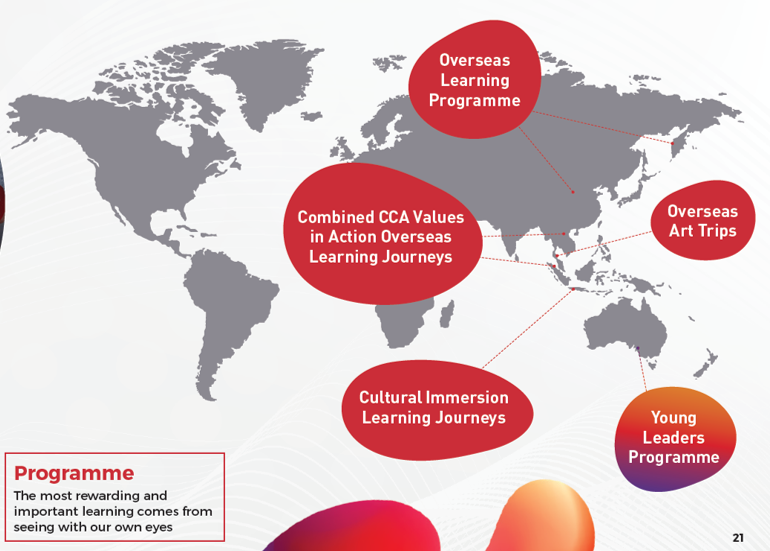 Overseas
Learning
Programme
Combined CCA Values
in Action Overseas
Learning Journeys
Overseas
Art Trips
Cultural Immersion
Learning Journeys
Young
Leaders
Programme
Programme
The most rewarding and
important learning comes from
seeing with our own eyes
21